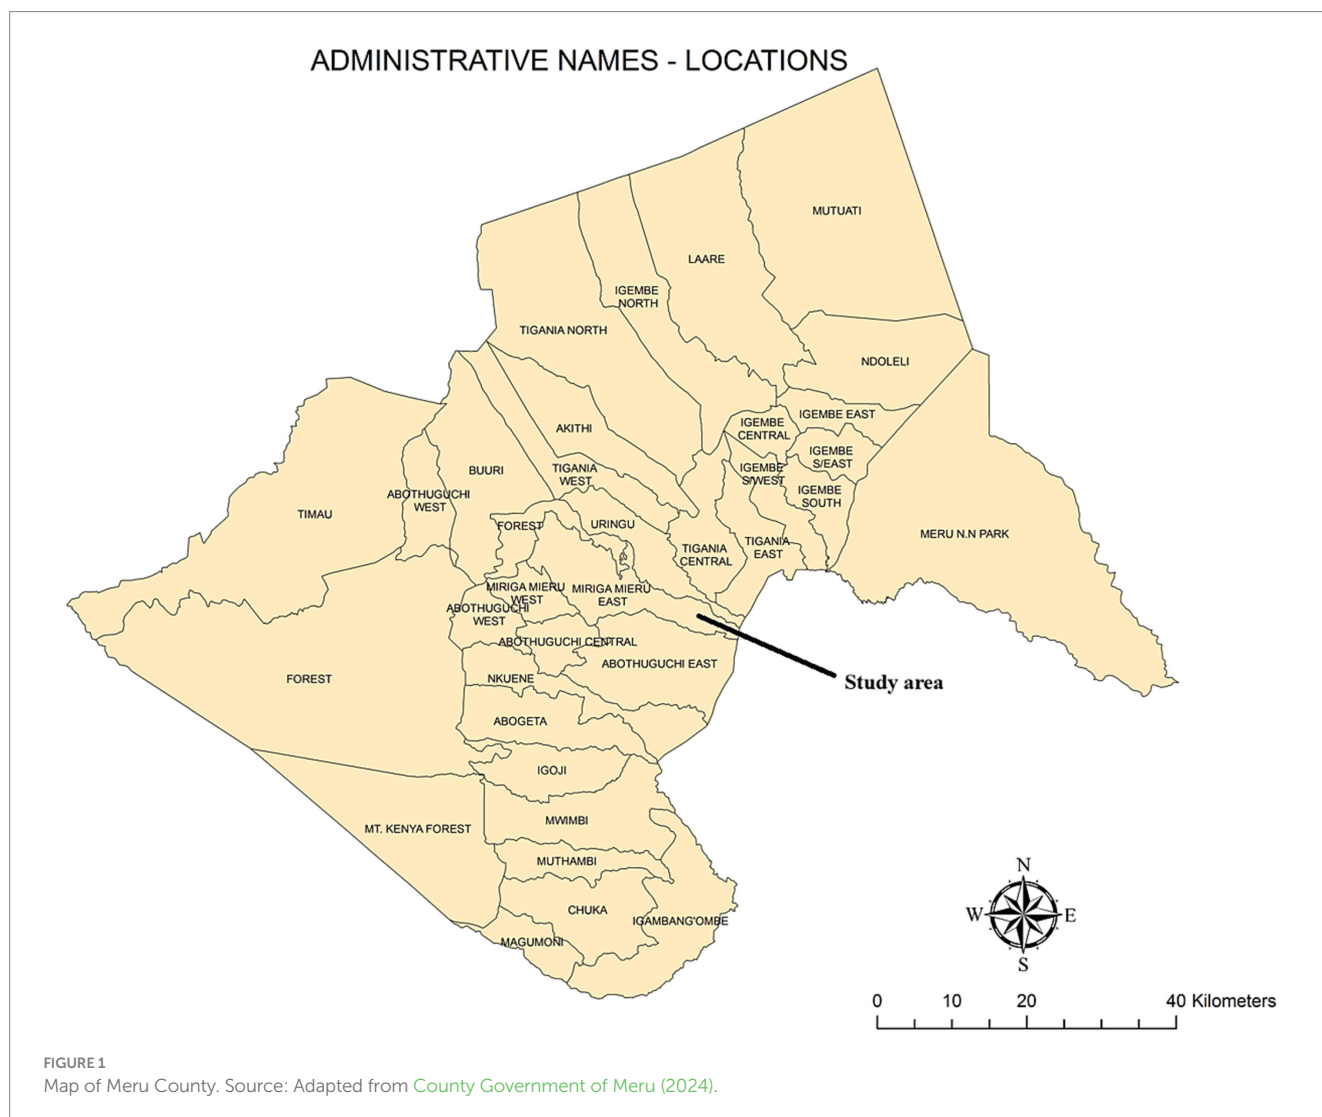 ADMINISTRATIVE NAMES - LOCATIONS
MUTUATI
LAARE
IGEMBE
NORTH
TIGANIA NORTH
NDOLELI
IGEMBE EAST
IGEMBE
CENTRAL
AKITHI
IGEMBE
S/EAST
BUURI
TIGANIA
WEST
IGEMBE
S/WEST
IGEMBE
SOUTH
ABOTHUGUCHI
WEST
TIMAU
FOREST
URINGU
MERU N.N PARK
TIGANIA
CENTRAL
TIGANIA
EAST
MIRIGA MIERU
WEST
MIRIGA MIERU
EAST
ABOTHUGUCHI
WEST
ABOTHUGUCHI CENTRAL
ABOTHUGUCHI EAST
FOREST
NKUENE
Study area
ABOGETA
IGOJI
MWIMBI
MT. KENYA FOREST
MUTHAMBI
CHUKA
IGAMBANG'OMBE
MAGUMONI
N
W E
S
0 10 20 40 Kilometers
FIGURE 1
Map of Meru County. Source: Adapted from County Government of Meru (2024).